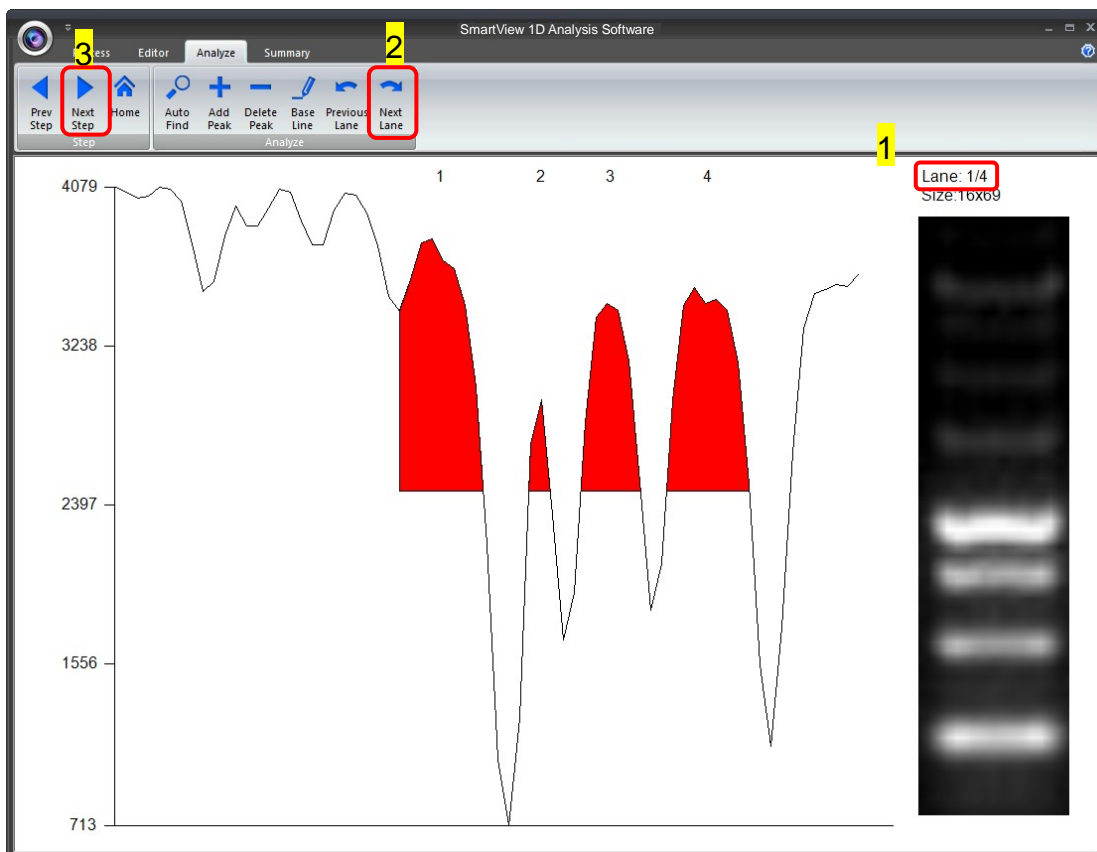 SmartView 1D Analysis Software
3
2
Editor
Analyze
Summary
Prev Step
Next Step
Home
Auto Find
Add Peak
Delete Peak
Base Line
Previous Lane
Next Lane
Step
Analyze
1
Lane: 1/4
Size:16x69
1 2 3 4
4079
3238
2397
1556
713